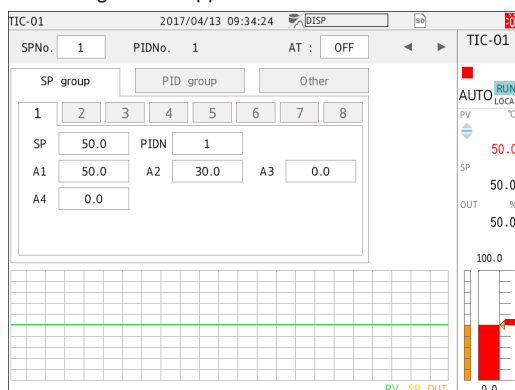 TIC-01 2017/04/13 09:34:24 DISP SD
SPNo. 1 PIDNo. 1 AT : OFF
TIC-01
SP group PID group Other
AUTO RUN
LOCA
1 2 3 4 5 6 7 8
PV °C
SP 50.0 PIDN 1
50.0
A1 50.0 A2 30.0 A3 0.0
SP
50.0
A4 0.0
OUT %
50.0
100.0
0.0
PV SP OUT